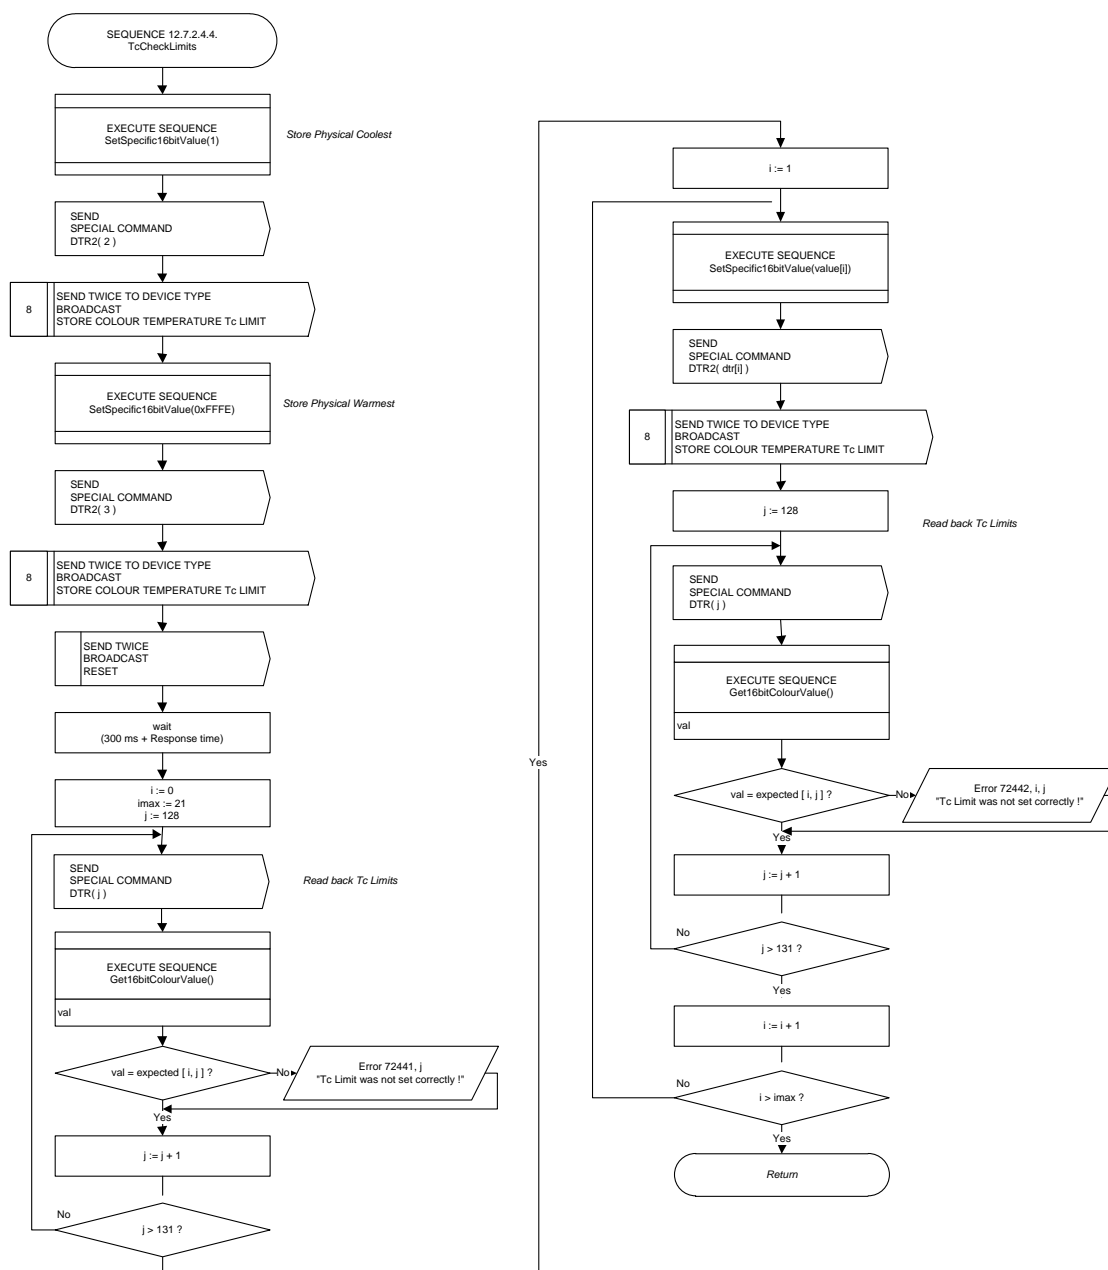 SEQUENCE 12.7.2.4.4.
TcCheckLimits
EXECUTE SEQUENCE
SetSpecific16bitValue(1)
Store Physical Coolest
SEND
SPECIAL COMMAND
DTR2( 2 )
8
SEND TWICE TO DEVICE TYPE
BROADCAST
STORE COLOUR TEMPERATURE Tc LIMIT
EXECUTE SEQUENCE
SetSpecific16bitValue(0xFFFE)
Store Physical Warmest
SEND
SPECIAL COMMAND
DTR2( 3 )
8
SEND TWICE TO DEVICE TYPE
BROADCAST
STORE COLOUR TEMPERATURE Tc LIMIT
SEND TWICE
BROADCAST
RESET
wait
(300 ms + Response time)
i := 0
imax := 21
j := 128
SEND
SPECIAL COMMAND
DTR( j )
Read back Tc Limits
EXECUTE SEQUENCE
Get16bitColourValue()
val
val = expected [ i, j ] ?
No
Error 72441, j
"Tc Limit was not set correctly !"
Yes
j := j + 1
No
j > 131 ?
Yes
i := 1
EXECUTE SEQUENCE
SetSpecific16bitValue(value[i])
SEND
SPECIAL COMMAND
DTR2( dtr[i] )
8
SEND TWICE TO DEVICE TYPE
BROADCAST
STORE COLOUR TEMPERATURE Tc LIMIT
j := 128
Read back Tc Limits
SEND
SPECIAL COMMAND
DTR( j )
EXECUTE SEQUENCE
Get16bitColourValue()
val
val = expected [ i, j ] ?
No
Error 72442, i, j
"Tc Limit was not set correctly !"
Yes
j := j + 1
No
j > 131 ?
Yes
i := i + 1
No
i > imax ?
Yes
Return